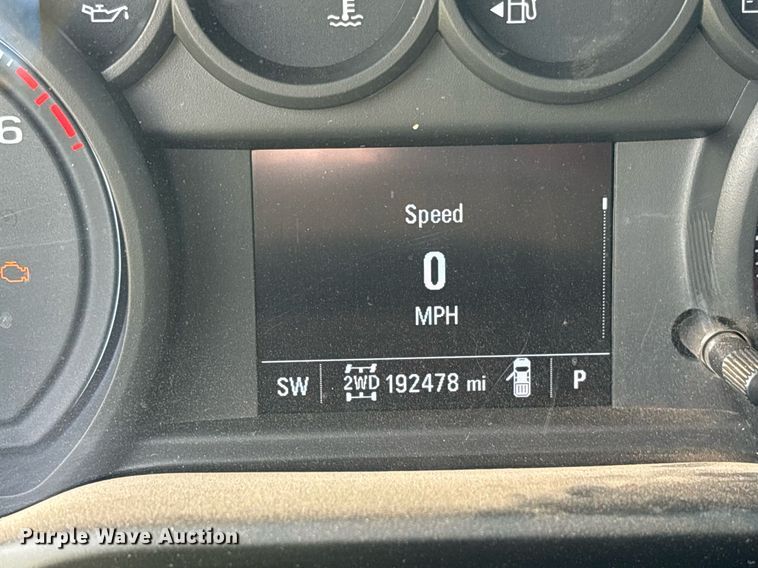 6
Speed
0
MPH
SW 2WD 192478 mi P
Purple Wave Auction